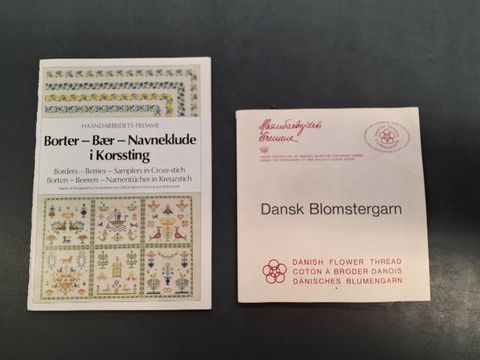 HAANDARBEJDETS FREMME
Borter – Bær – Navneklude
i Korssting
Borders – Berries – Samplers in Cross-stich
Borten – Beeren – Namentücher in Kreuzstich
Haandarbejdets
Fremme
Dansk Blomstergarn
DANISH FLOWER THREAD
COTON À BRODER DANOIS
DÄNISCHES BLUMENGARN